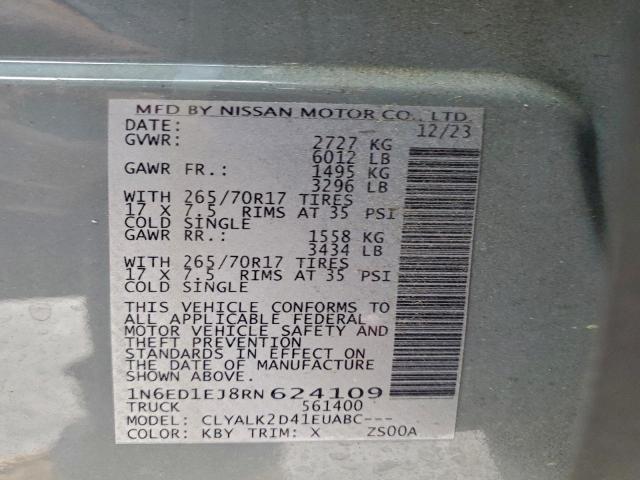 MFD BY NISSAN MOTOR CO., LTD
DATE: 12/23
GVWR: 2727 KG
6012 LB
GAWR FR.: 1495 KG
3296 LB
WITH 265/70R17 TIRES
17 X 7.5 RIMS AT 35 PSI
COLD SINGLE
GAWR RR.: 1558 KG
3434 LB
WITH 265/70R17 TIRES
17 X 7.5 RIMS AT 35 PSI
COLD SINGLE
THIS VEHICLE CONFORMS TO
ALL APPLICABLE FEDERAL
MOTOR VEHICLE SAFETY AND
THEFT PREVENTION
STANDARDS IN EFFECT ON
THE DATE OF MANUFACTURE
SHOWN ABOVE.
1N6ED1EJ8RN624109
TRUCK 561400
MODEL: CLYALK2D41EUABC---
COLOR: KBY TRIM: X ZS00A